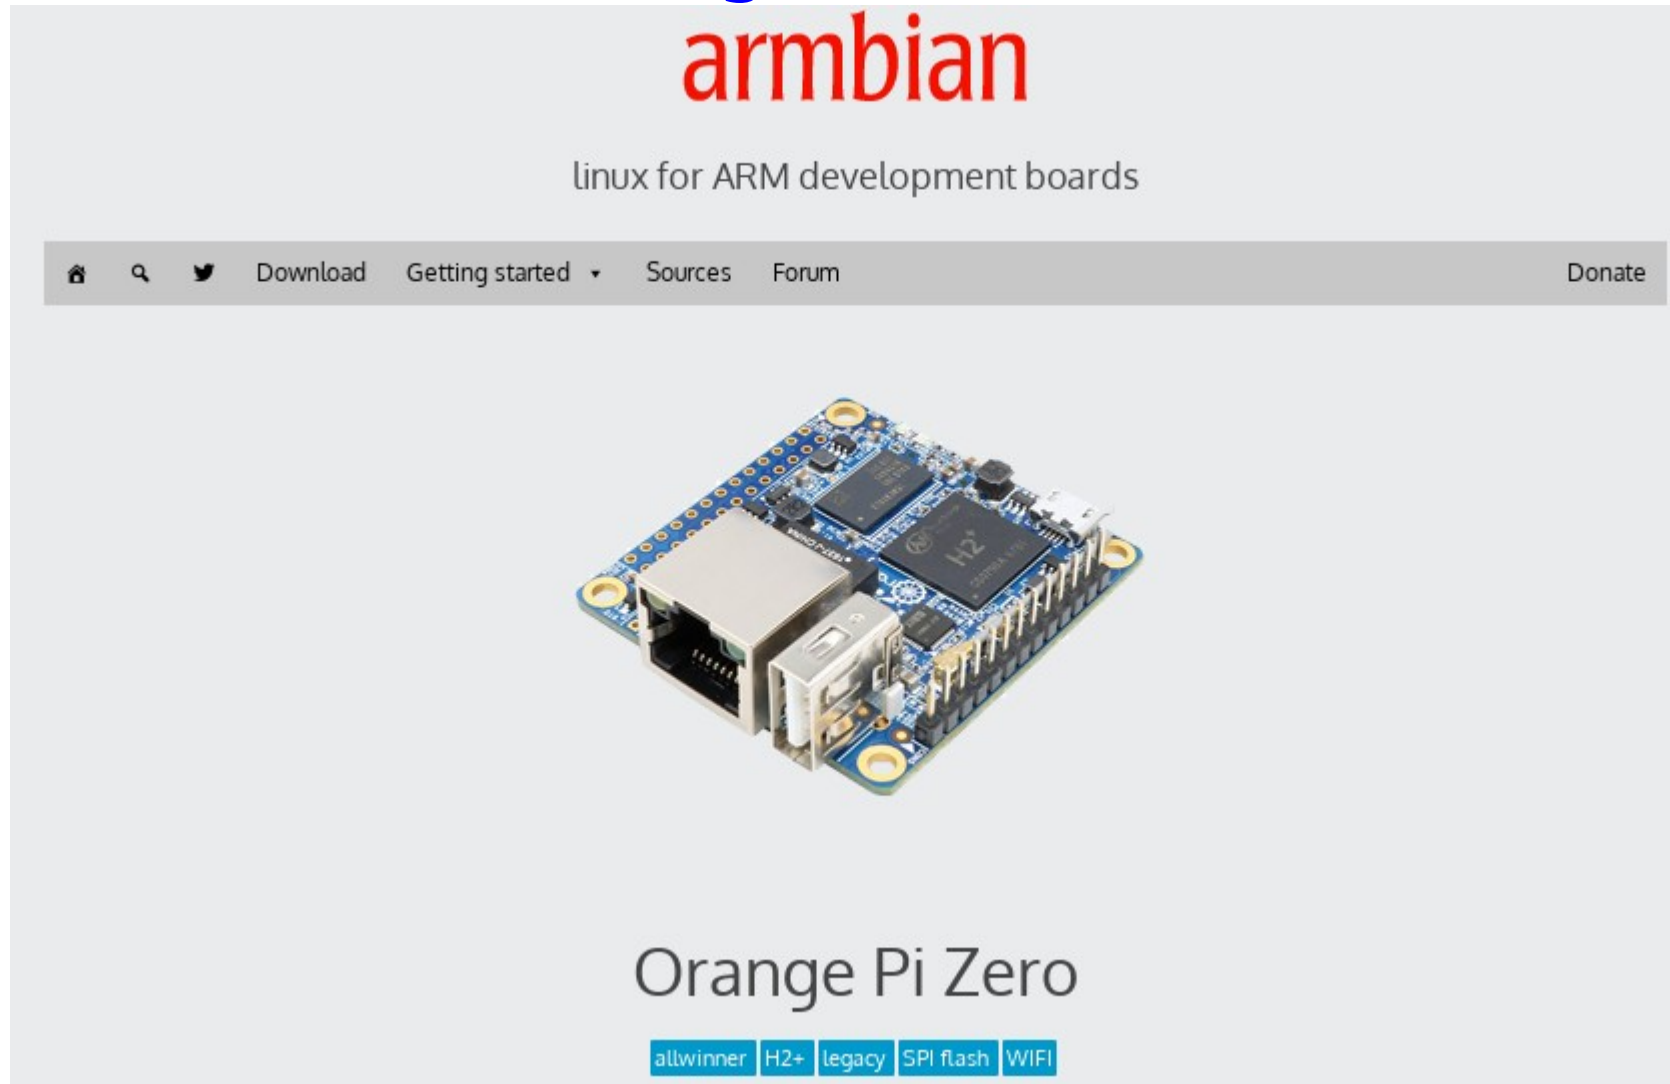 armbian
linux for ARM development boards
Download Getting started Sources Forum Donate
H2+
Orange Pi Zero
allwinner H2+ legacy SPI flash WIFI